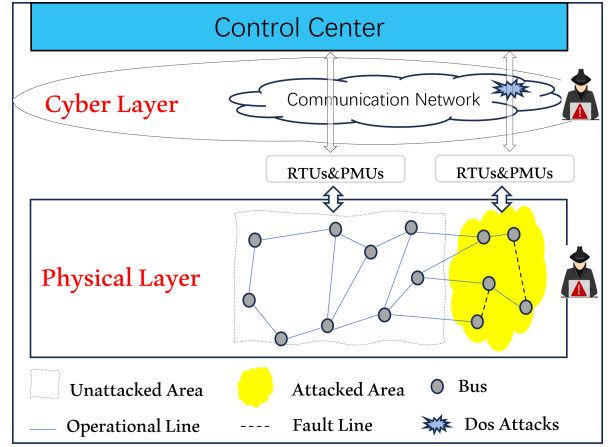 Control Center
Cyber Layer
Communication Network
RTUs&PMUs
RTUs&PMUs
Physical Layer
Unattacked Area
Attacked Area
Bus
Operational Line
Fault Line
Dos Attacks